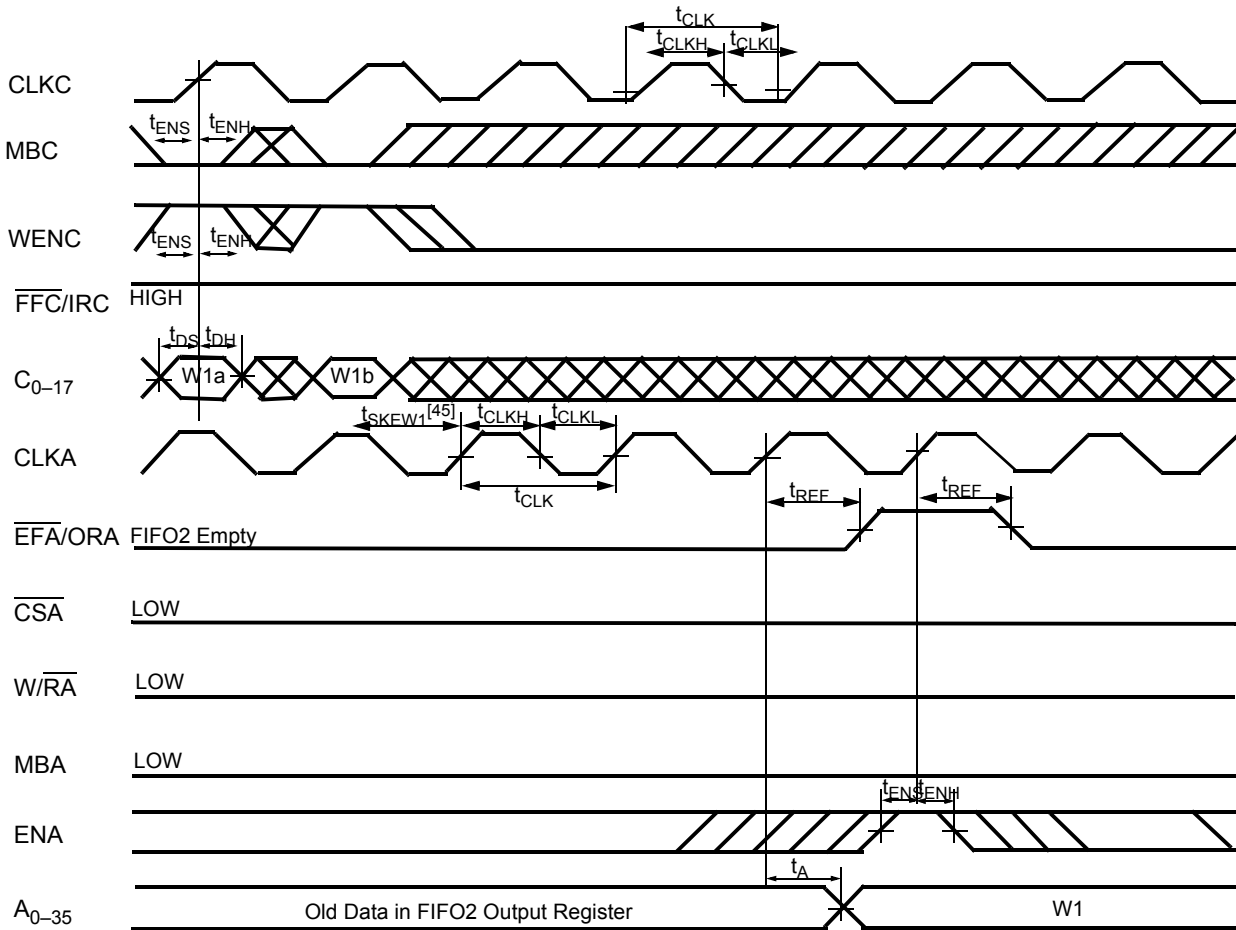 tCLK
tCLKH tCLKL
CLKC
tENS tENH
MBC
WENC
tENS tENH
FFC/IRC HIGH
tDS tDH
C0–17 W1a W1b
tSKEW1[45] tCLKH tCLKL
CLKA
tCLK
tREF tREF
EFA/ORA FIFO2 Empty
CSA LOW
W/RA LOW
MBA LOW
tENS tENH
ENA
tA
A0–35 Old Data in FIFO2 Output Register W1